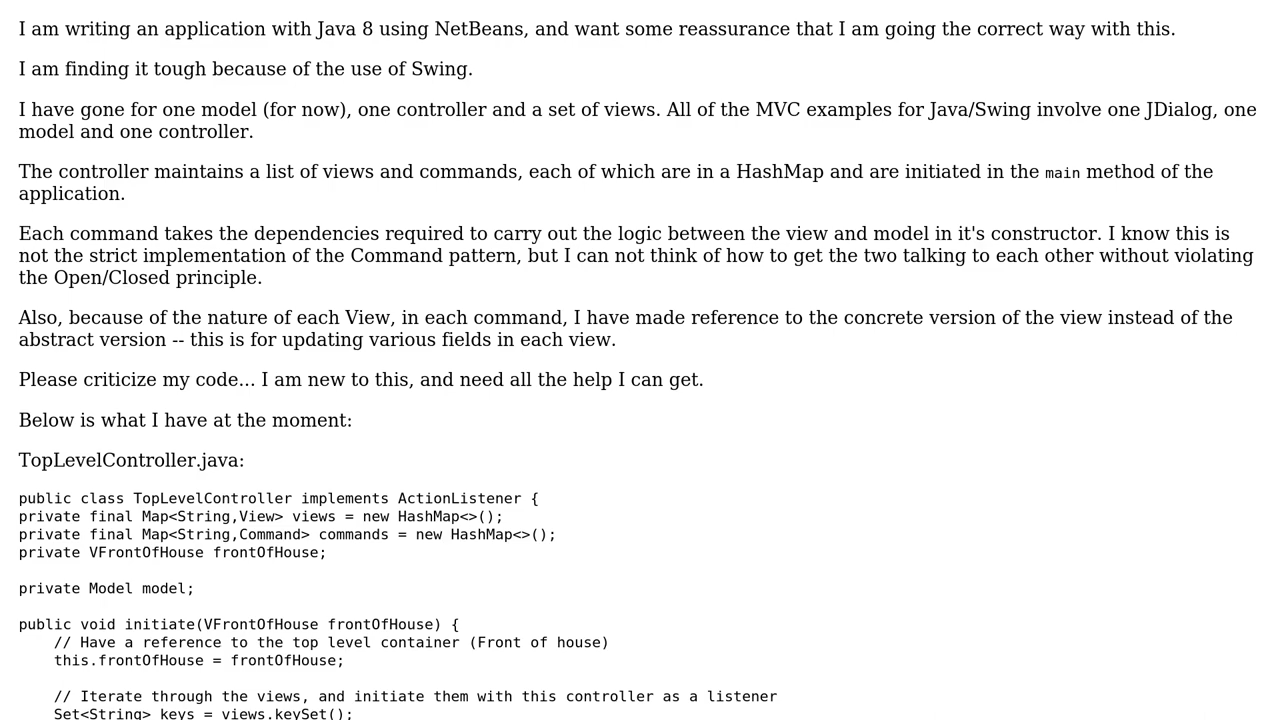 I am writing an application with Java 8 using NetBeans, and want some reassurance that I am going the correct way with this.
I am finding it tough because of the use of Swing.
I have gone for one model (for now), one controller and a set of views. All of the MVC examples for Java/Swing involve one JDialog, one
model and one controller.
The controller maintains a list of views and commands, each of which are in a HashMap and are initiated in the main method of the
application.
Each command takes the dependencies required to carry out the logic between the view and model in it's constructor. I know this is
not the strict implementation of the Command pattern, but I can not think of how to get the two talking to each other without violating
the Open/Closed principle.
Also, because of the nature of each View, in each command, I have made reference to the concrete version of the view instead of the
abstract version -- this is for updating various fields in each view.
Please criticize my code... I am new to this, and need all the help I can get.
Below is what I have at the moment:
TopLevelController.java:
public class TopLevelController implements ActionListener {
private final Map<String,View> views = new HashMap<>();
private final Map<String,Command> commands = new HashMap<>();
private VFrontOfHouse frontOfHouse;
private Model model;
public void initiate(VFrontOfHouse frontOfHouse) {
    // Have a reference to the top level container (Front of house)
    this.frontOfHouse = frontOfHouse;
    // Iterate through the views, and initiate them with this controller as a listener
    Set<String> keys = views.keySet();